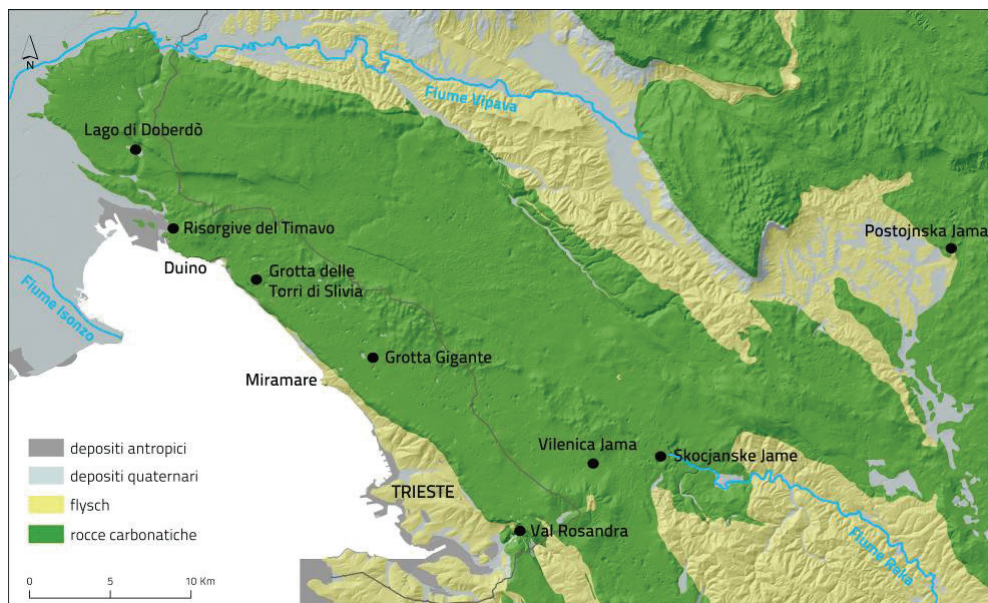 N
Fiume Vipava
Lago di Doberdò
Risorgive del Timavo
Postojnska Jama
Duino
Grotta delle
Torri di Slivia
Fiume Isonzo
Grotta Gigante
Miramare
depositi antropici
depositi quaternari
flysch
rocce carbonatiche
Vilenica Jama
Skocjanske Jame
TRIESTE
Val Rosandra
Fiume Reka
0 5 10 Km